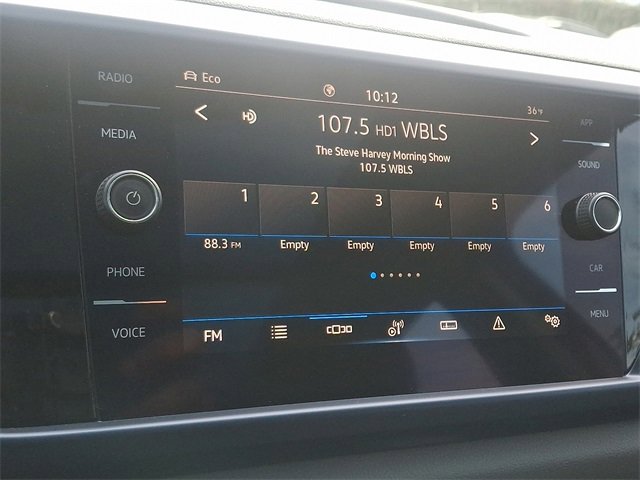 RADIO
MEDIA
PHONE
VOICE
Eco
10:12
36°F
HD
107.5 HD1 WBLS
The Steve Harvey Morning Show
107.5 WBLS
1 2 3 4 5 6
88.3 FM Empty Empty Empty Empty Empty
FM
APP
SOUND
CAR
MENU